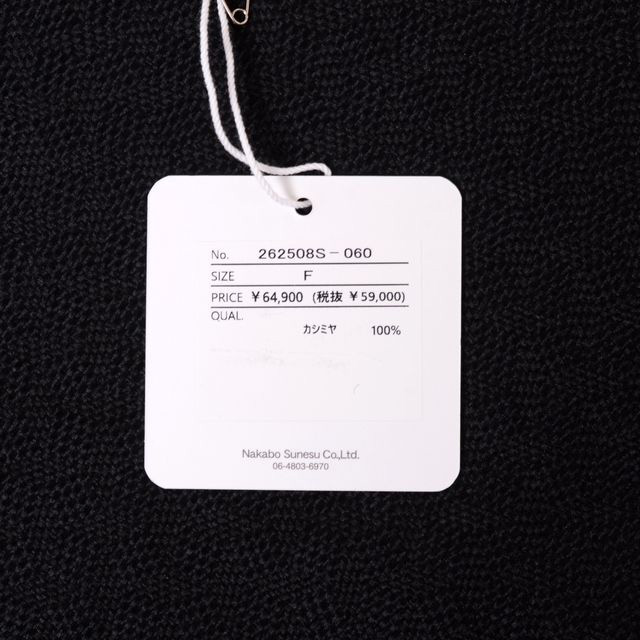 No. 262508S-060
SIZE F
PRICE ¥64,900 (税抜 ¥59,000)
QUAL.
カシミヤ 100%
Nakabo Sunesu Co.,Ltd.
06-4803-6970